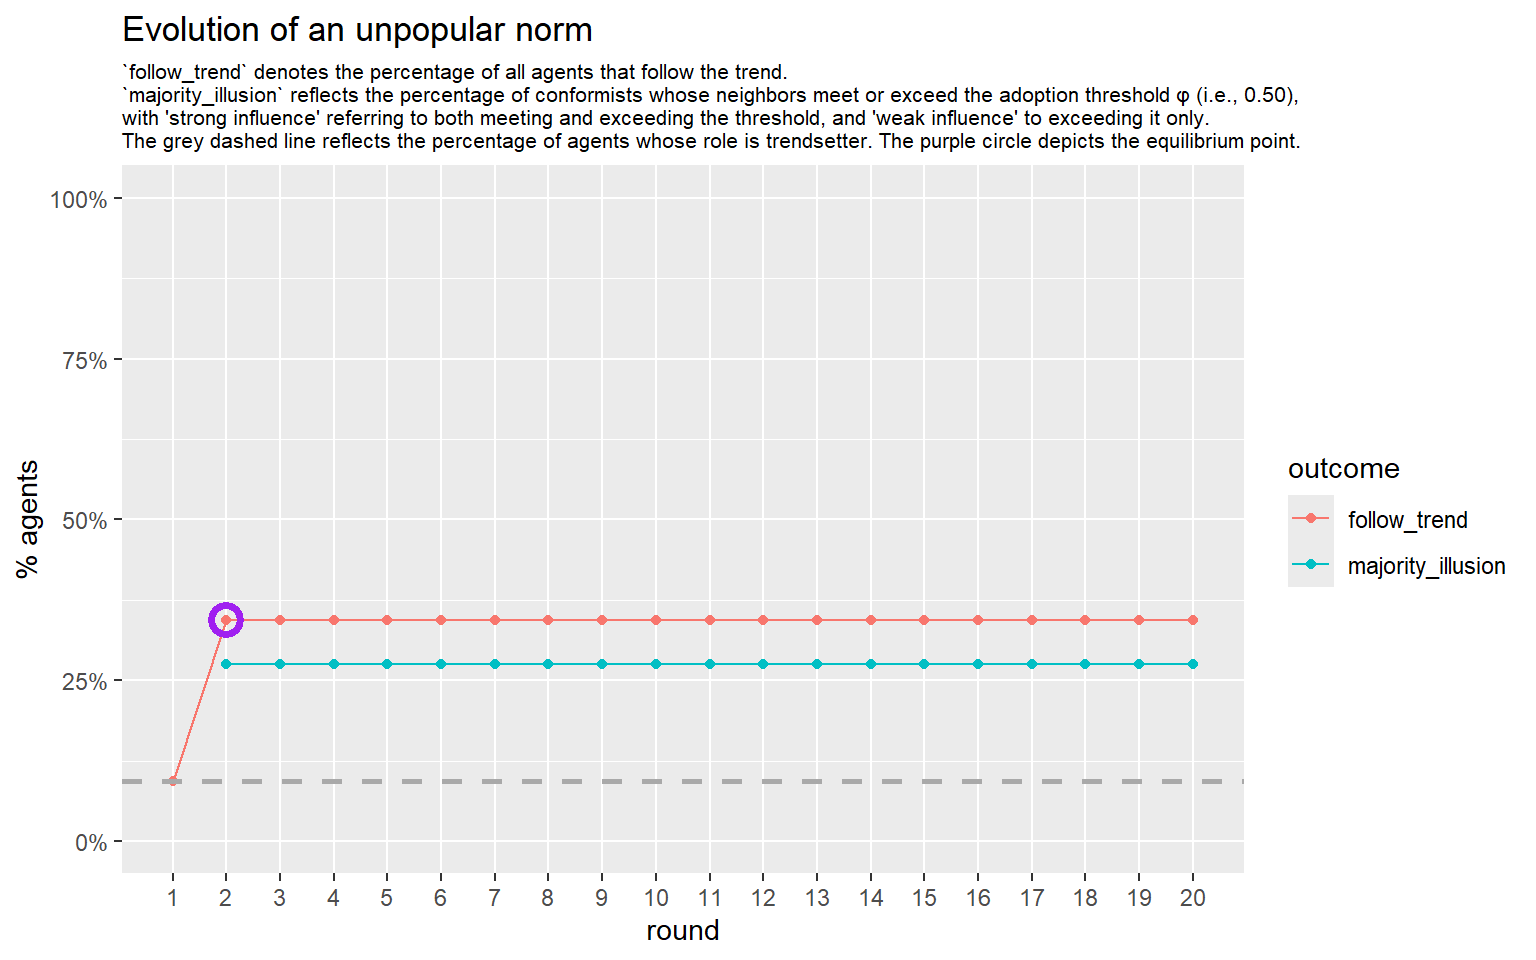 Evolution of an unpopular norm
`follow_trend` denotes the percentage of all agents that follow the trend.
`majority_illusion` reflects the percentage of conformists whose neighbors meet or exceed the adoption threshold φ (i.e., 0.50),
with 'strong influence' referring to both meeting and exceeding the threshold, and 'weak influence' to exceeding it only.
The grey dashed line reflects the percentage of agents whose role is trendsetter. The purple circle depicts the equilibrium point.
100%
75%
50%
25%
0%
% agents
1 2 3 4 5 6 7 8 9 10 11 12 13 14 15 16 17 18 19 20
round
outcome
follow_trend
majority_illusion